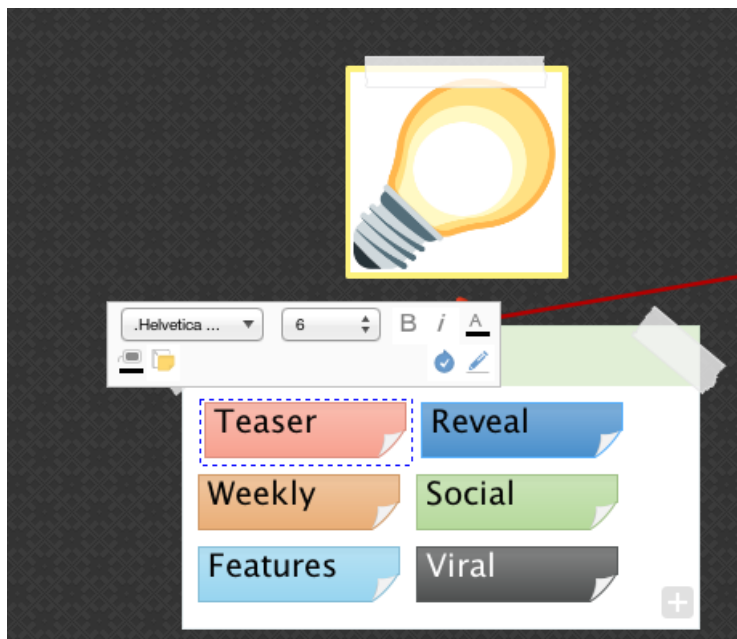 .Helvetica ... 6 B i A
Teaser Reveal
Weekly Social
Features Viral